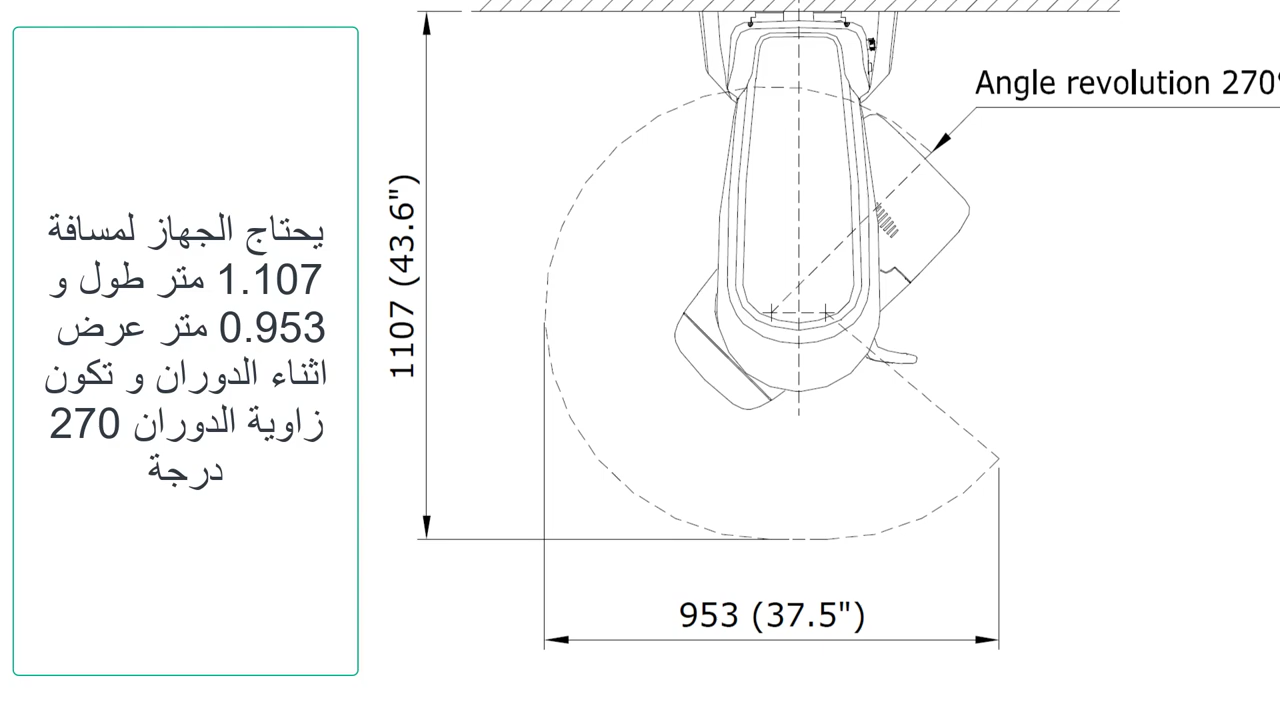 يحتاج الجهاز لمسافة
1.107 متر طول و
0.953 متر عرض
اثناء الدوران و تكون
زاوية الدوران 270
درجة
Angle revolution 270°
1107 (43.6")
953 (37.5")